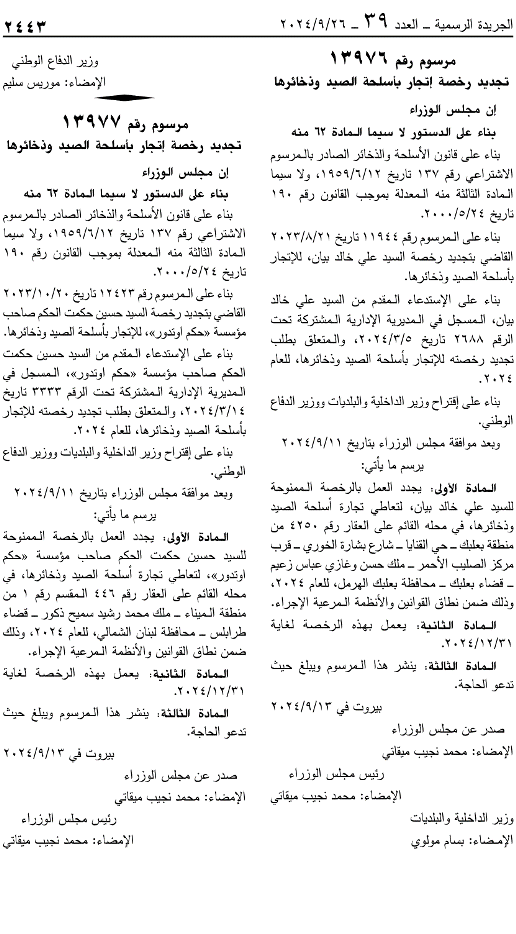 الجريدة الرسمية ــ العدد ٣٩ ــ ٢٠٢٤/٩/٢٦
٢٤٤٣
مرسوم رقم ١٣٩٧٦
تجديد رخصة إتجار بأسلحة الصيد وذخائرها
إن مجلس الوزراء
بناء على الدستور لا سيما المادة ٦٢ منه
بناء على قانون الأسلحة والذخائر الصادر بالمرسوم
الاشتراعي رقم ١٣٧ تاريخ ١٩٥٩/٦/١٢، ولا سيما
المادة الثالثة منه المعدلة بموجب القانون رقم ١٩٠
تاريخ ٢٠٠٠/٥/٢٤.
بناء على المرسوم رقم ١١٩٤٤ تاريخ ٢٠٢٣/٨/٢١
القاضي بتجديد رخصة السيد علي خالد بيان، للإتجار
بأسلحة الصيد وذخائرها.
بناء على الإستدعاء المقدم من السيد علي خالد
بيان، المسجل في المديرية الإدارية المشتركة تحت
الرقم ٢٦٨٨ تاريخ ٢٠٢٤/٣/٥، والمتعلق بطلب
تجديد رخصته للإتجار بأسلحة الصيد وذخائرها، للعام
٢٠٢٤.
بناء على إقتراح وزير الداخلية والبلديات ووزير الدفاع
الوطني.
وبعد موافقة مجلس الوزراء بتاريخ ٢٠٢٤/٩/١١
يرسم ما يأتي:
المادة الأولى: يجدد العمل بالرخصة الممنوحة
للسيد علي خالد بيان، لتعاطي تجارة أسلحة الصيد
وذخائرها، في محله القائم على العقار رقم ٤٢٥٠ من
منطقة بعلبك ــ حي القنايا ــ شارع بشارة الخوري ــ قرب
مركز الصليب الأحمر ــ ملك حسن وغازي عباس زعيم
ــ قضاء بعلبك ــ محافظة بعلبك الهرمل، للعام ٢٠٢٤،
وذلك ضمن نطاق القوانين والأنظمة المرعية الإجراء.
المادة الثانية: يعمل بهذه الرخصة لغاية
٢٠٢٤/١٢/٣١.
المادة الثالثة: ينشر هذا المرسوم ويبلغ حيث
تدعو الحاجة.
بيروت في ٢٠٢٤/٩/١٣
صدر عن مجلس الوزراء
الإمضاء: محمد نجيب ميقاتي
رئيس مجلس الوزراء
الإمضاء: محمد نجيب ميقاتي
وزير الداخلية والبلديات
الإمضاء: بسام مولوي
وزير الدفاع الوطني
الإمضاء: موريس سليم
مرسوم رقم ١٣٩٧٧
تجديد رخصة إتجار بأسلحة الصيد وذخائرها
إن مجلس الوزراء
بناء على الدستور لا سيما المادة ٦٢ منه
بناء على قانون الأسلحة والذخائر الصادر بالمرسوم
الاشتراعي رقم ١٣٧ تاريخ ١٩٥٩/٦/١٢، ولا سيما
المادة الثالثة منه المعدلة بموجب القانون رقم ١٩٠
تاريخ ٢٠٠٠/٥/٢٤.
بناء على المرسوم رقم ١٢٤٢٣ تاريخ ٢٠٢٣/١٠/٢٠
القاضي بتجديد رخصة السيد حسين حكمت الحكم صاحب
مؤسسة «حكم اوتدور»، للإتجار بأسلحة الصيد وذخائرها.
بناء على الإستدعاء المقدم من السيد حسين حكمت
الحكم صاحب مؤسسة «حكم اوتدور»، المسجل في
المديرية الإدارية المشتركة تحت الرقم ٣٣٣٣ تاريخ
٢٠٢٤/٣/١٤، والمتعلق بطلب تجديد رخصته للإتجار
بأسلحة الصيد وذخائرها، للعام ٢٠٢٤.
بناء على إقتراح وزير الداخلية والبلديات ووزير الدفاع
الوطني.
وبعد موافقة مجلس الوزراء بتاريخ ٢٠٢٤/٩/١١
يرسم ما يأتي:
المادة الأولى: يجدد العمل بالرخصة الممنوحة
للسيد حسين حكمت الحكم صاحب مؤسسة «حكم
اوتدور»، لتعاطي تجارة أسلحة الصيد وذخائرها، في
محله القائم على العقار رقم ٤٤٦ المقسم رقم ١ من
منطقة الميناء ــ ملك محمد رشيد سميح ذكور ــ قضاء
طرابلس ــ محافظة لبنان الشمالي، للعام ٢٠٢٤، وذلك
ضمن نطاق القوانين والأنظمة المرعية الإجراء.
المادة الثانية: يعمل بهذه الرخصة لغاية
٢٠٢٤/١٢/٣١.
المادة الثالثة: ينشر هذا المرسوم ويبلغ حيث
تدعو الحاجة.
بيروت في ٢٠٢٤/٩/١٣
صدر عن مجلس الوزراء
الإمضاء: محمد نجيب ميقاتي
رئيس مجلس الوزراء
الإمضاء: محمد نجيب ميقاتي